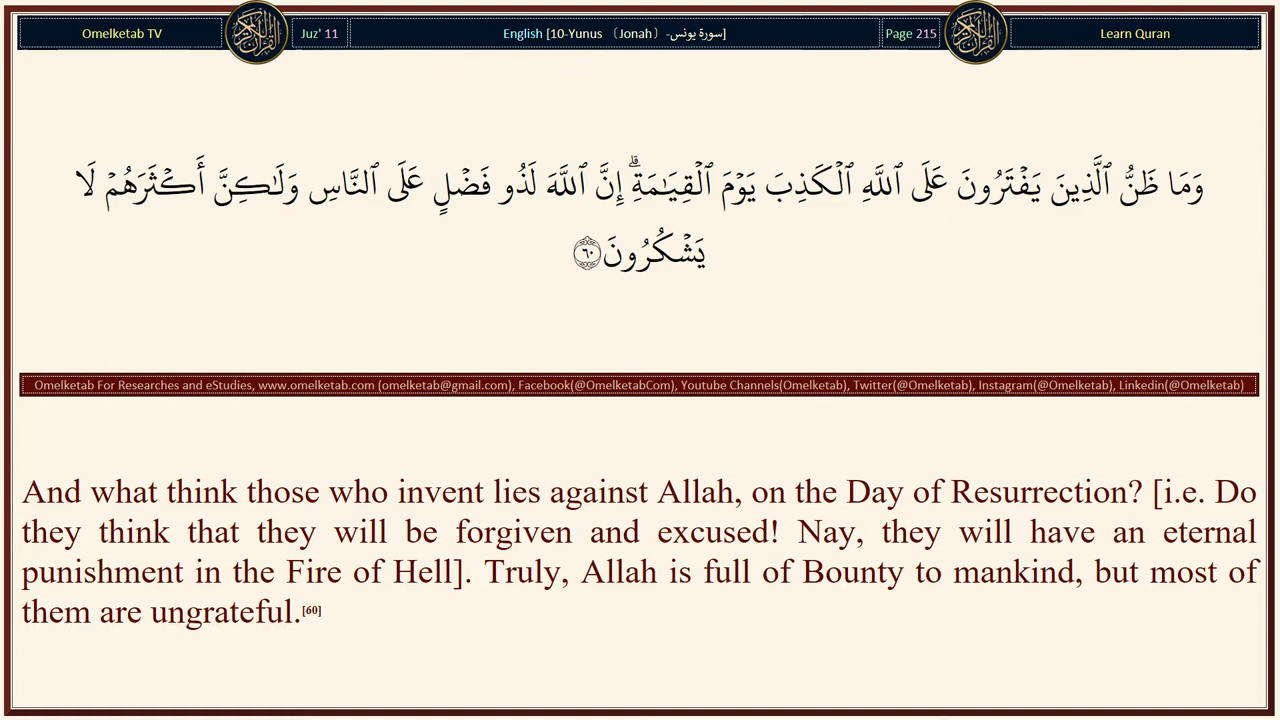 Omelketab TV
Juz' 11
English [10-Yunus （Jonah）-سورة يونس]
Page 215
Learn Quran
وَمَا ظَنُّ ٱلَّذِينَ يَفْتَرُونَ عَلَى ٱللَّهِ ٱلْكَذِبَ يَوْمَ ٱلْقِيَـٰمَةِ ۗ إِنَّ ٱللَّهَ لَذُو فَضْلٍ عَلَى ٱلنَّاسِ وَلَـٰكِنَّ أَكْثَرَهُمْ لَا
يَشْكُرُونَ ٦٠
Omelketab For Researches and eStudies, www.omelketab.com (omelketab@gmail.com), Facebook(@OmelketabCom), Youtube Channels(Omelketab), Twitter(@Omelketab), Instagram(@Omelketab), Linkedin(@Omelketab)
And what think those who invent lies against Allah, on the Day of Resurrection? [i.e. Do
they think that they will be forgiven and excused! Nay, they will have an eternal
punishment in the Fire of Hell]. Truly, Allah is full of Bounty to mankind, but most of
them are ungrateful.[60]